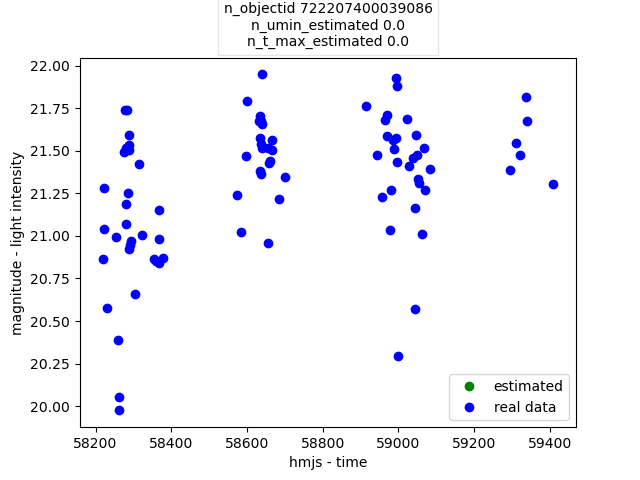 n_objectid 722207400039086
n_umin_estimated 0.0
n_t_max_estimated 0.0
22.00
21.75
21.50
21.25
21.00
20.75
20.50
20.25
20.00
magnitude - light intensity
estimated
real data
58200 58400 58600 58800 59000 59200 59400
hmjs - time